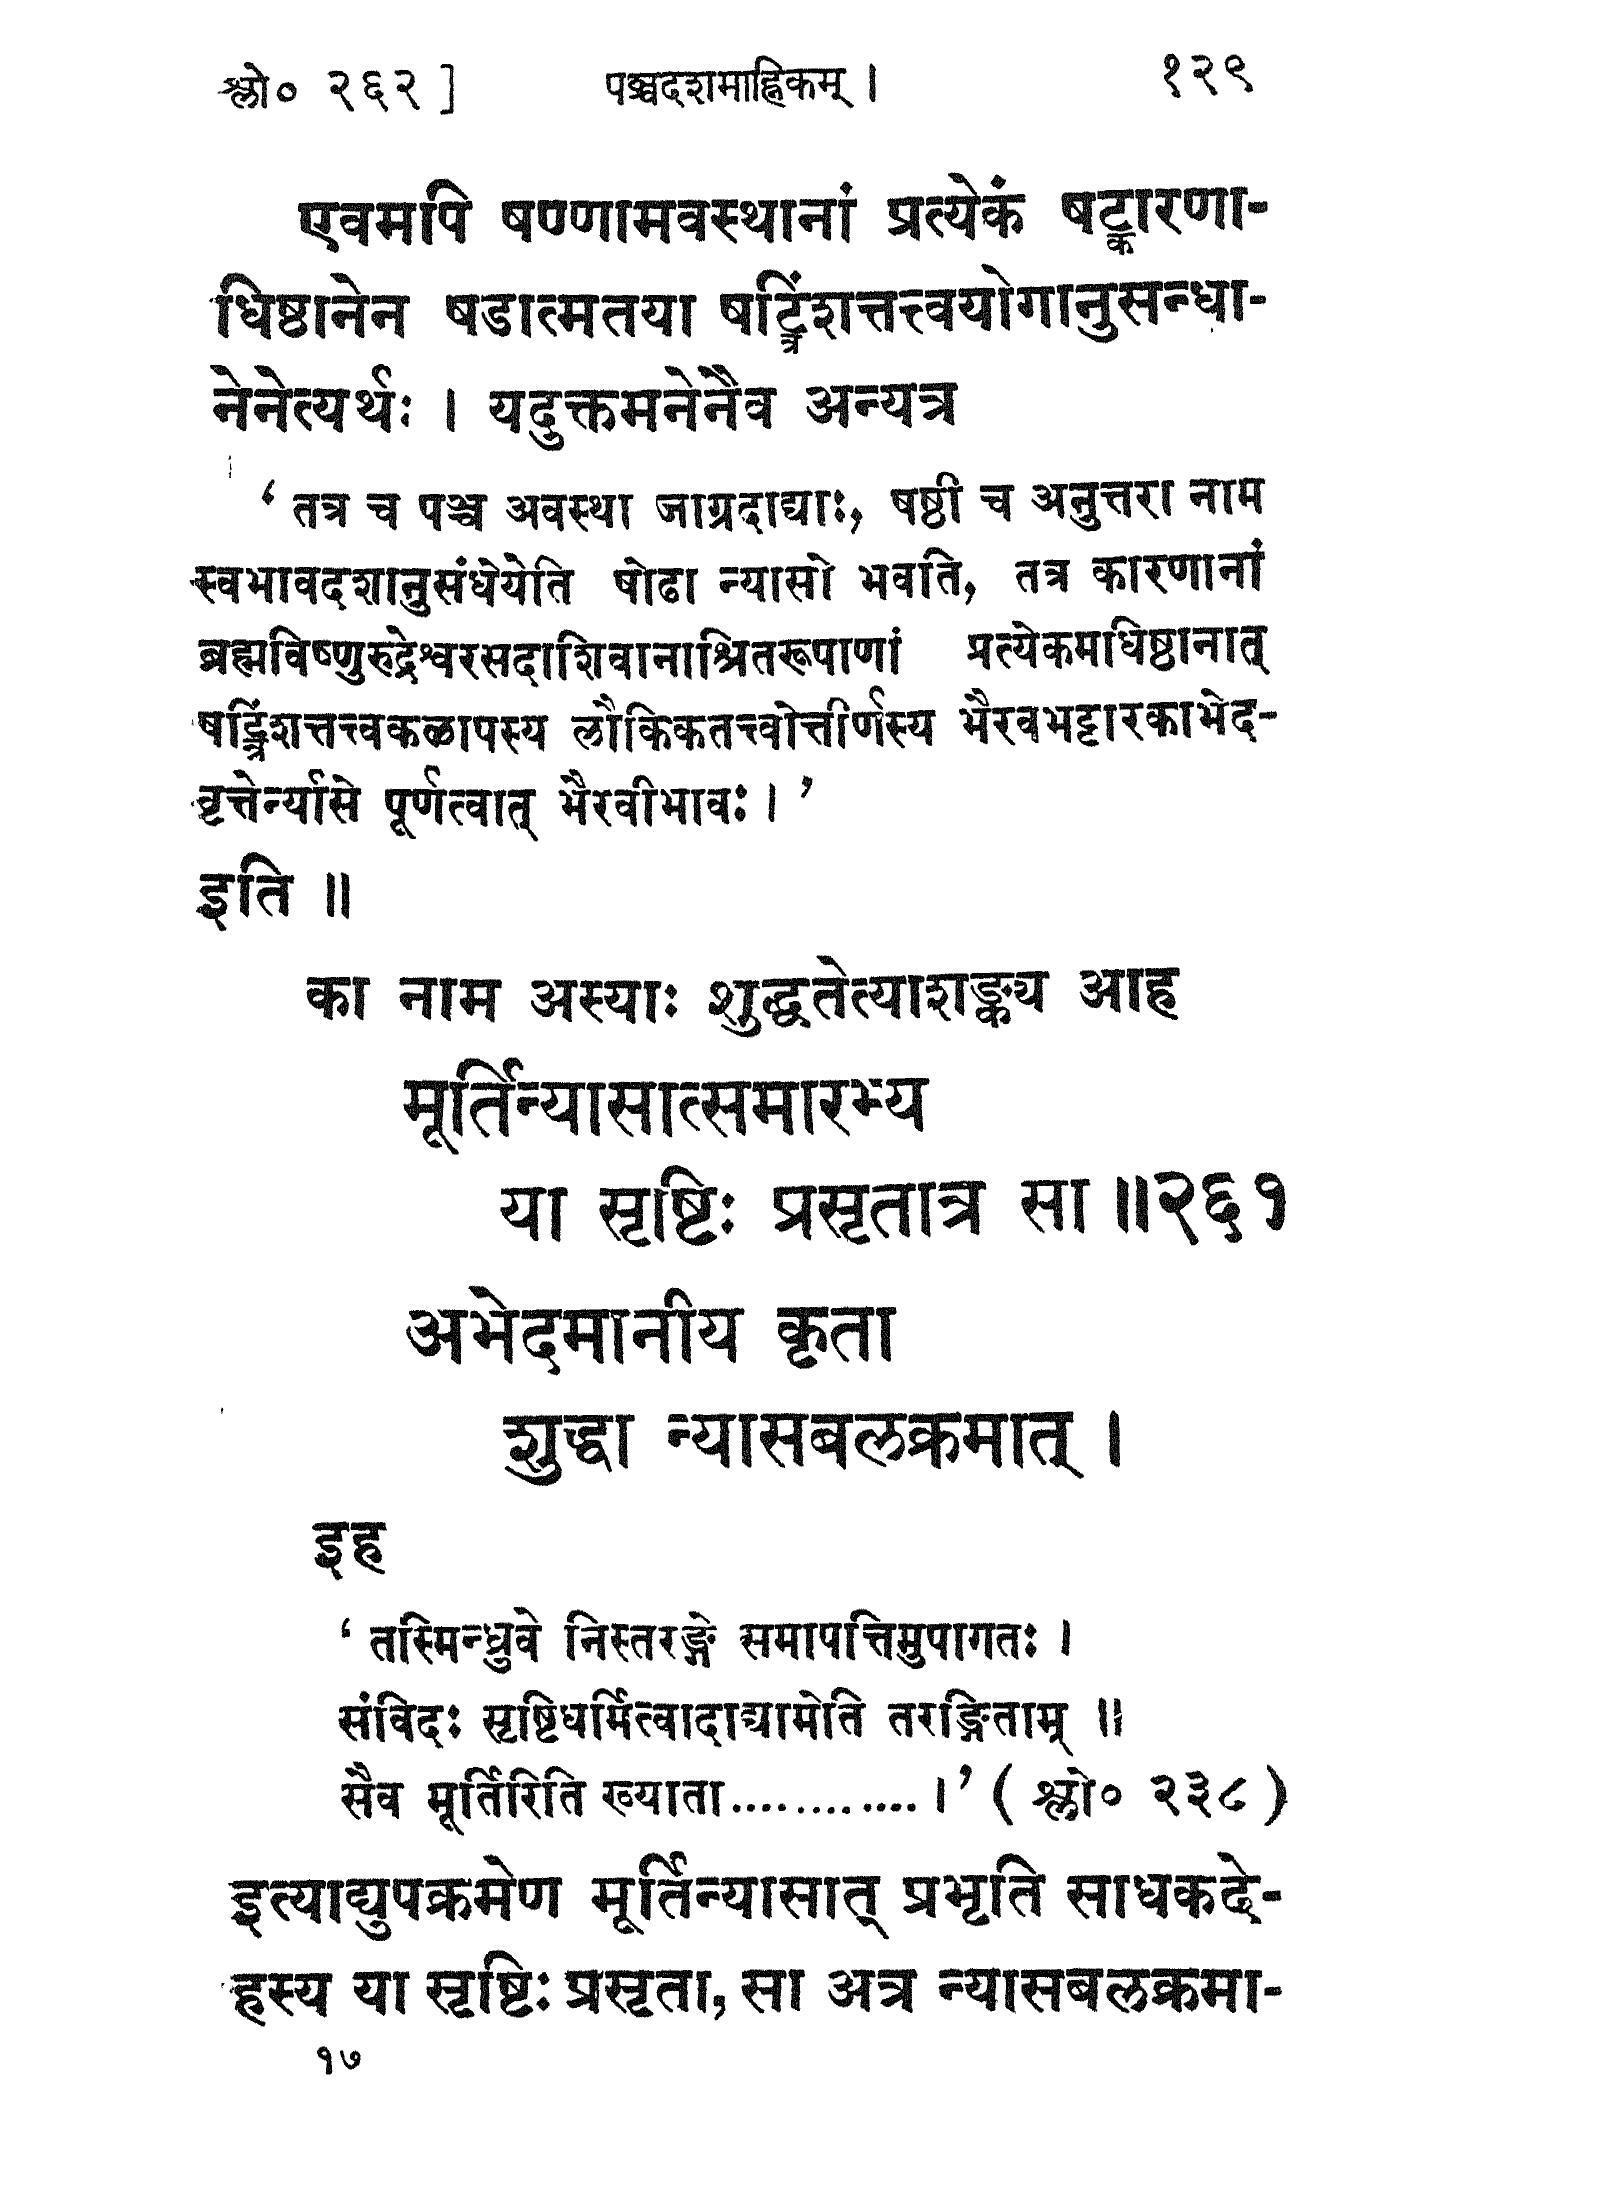 श्लो० २६२ ] पञ्चदशमाह्निकम् । १२९
एवमपि षण्णामवस्थानां प्रत्येकं षट्कारणा-
धिष्ठानेन षडात्मतया षट्त्रिंशत्तत्त्वयोगानुसन्धा-
नेनेत्यर्थः । यदुक्तमनेनैव अन्यत्र
‘ तत्र च पञ्च अवस्था जाग्रदाद्याः, षष्ठी च अनुत्तरा नाम
स्वभावदशानुसंधेयेति षोढा न्यासो भवति, तत्र कारणानां
ब्रह्मविष्णुरुद्रेश्वरसदाशिवानाश्रितरूपाणां प्रत्येकमधिष्ठानात्
षट्त्रिंशत्तत्त्वकळापस्य लौकिकतत्त्वोत्तीर्णस्य भैरवभट्टारकाभेद-
वृत्तेर्न्यासे पूर्णत्वात् भैरवीभावः । ’
इति ॥
का नाम अस्याः शुद्धतेत्याशङ्क्य आह
मूर्तिन्यासात्समारभ्य
या सृष्टिः प्रसृतात्र सा ॥२६१
अभेदमानीय कृता
शुद्धा न्यासबलक्रमात् ।
इह
‘ तस्मिन्ध्रुवे निस्तरङ्गे समापत्तिमुपागतः ।
संविदः सृष्टिधर्मित्वादाद्यामेति तरङ्गिताम् ॥
सैव मूर्तिरिति ख्याता............ । ’ ( श्लो० २३८ )
इत्याद्युपक्रमेण मूर्तिन्यासात् प्रभृति साधकदे-
हस्य या सृष्टिः प्रसृता, सा अत्र न्यासबलक्रमा-
१७